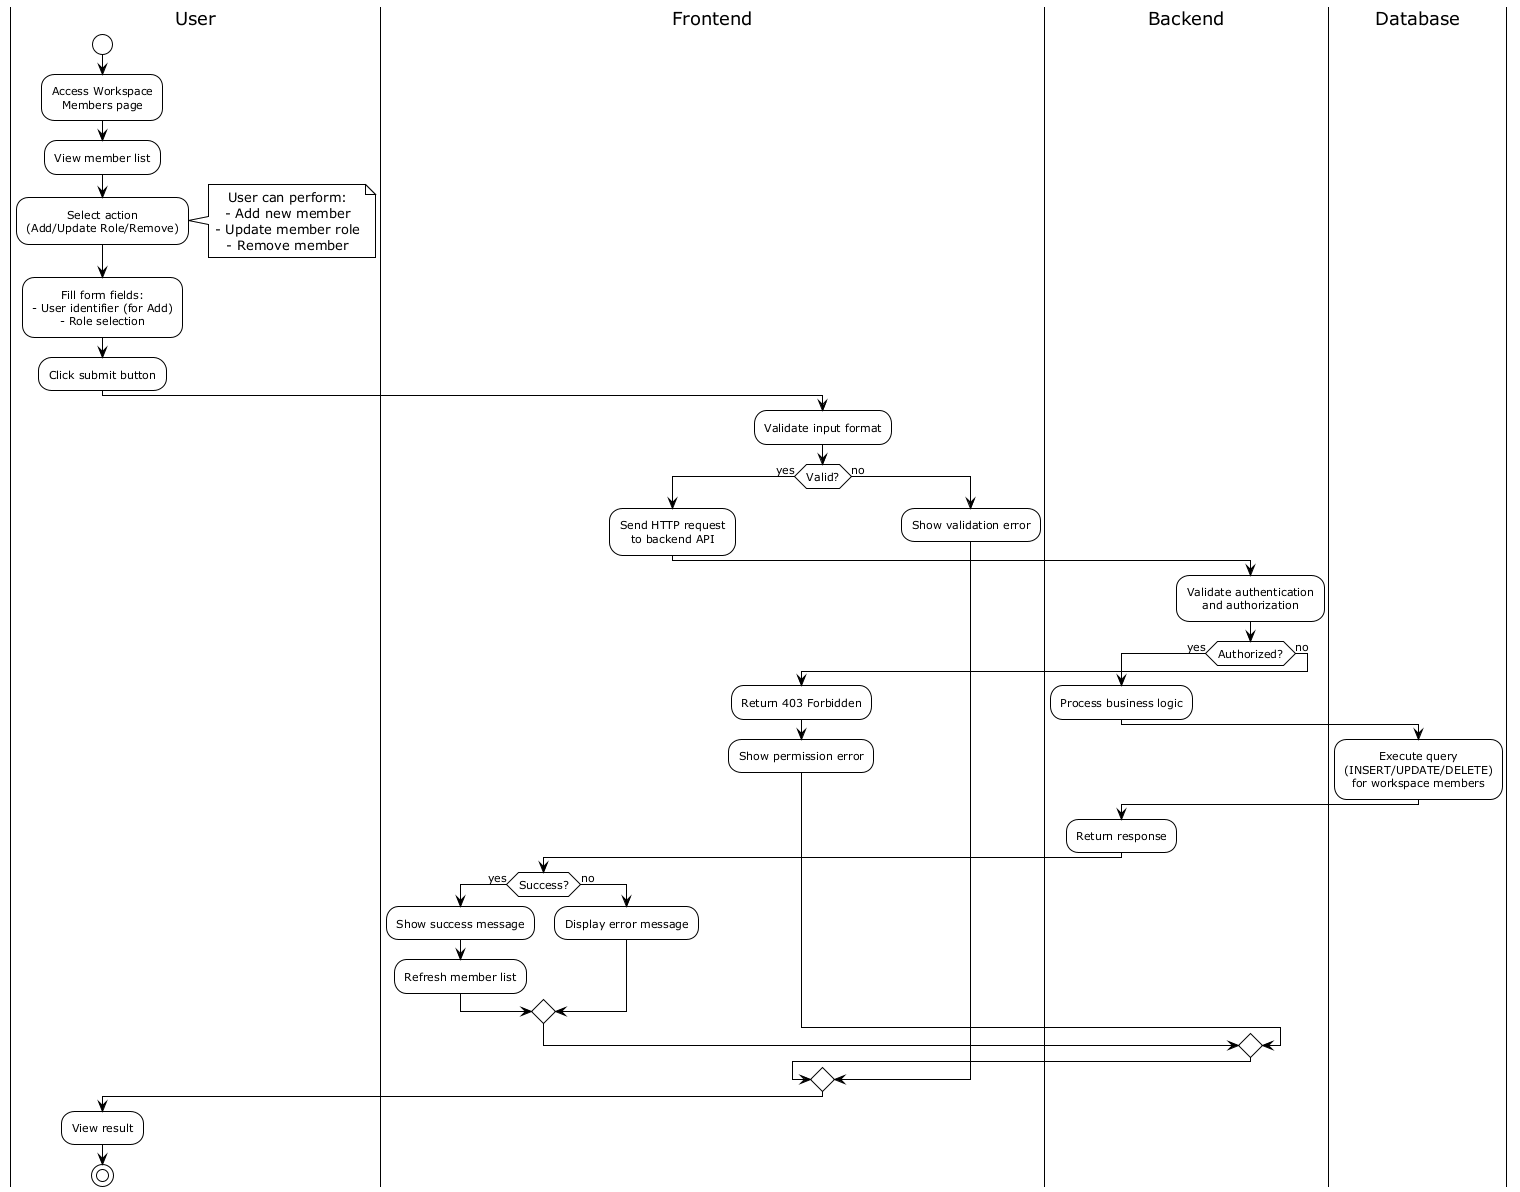 User
Frontend
Backend
Database
Access Workspace
Members page
View member list
Select action
(Add/Update Role/Remove)
User can perform:
- Add new member
- Update member role
- Remove member
Fill form fields:
- User identifier (for Add)
- Role selection
Click submit button
Validate input format
yes
Valid?
no
Send HTTP request
to backend API
Show validation error
Validate authentication
and authorization
yes
Authorized?
no
Return 403 Forbidden
Process business logic
Show permission error
Execute query
(INSERT/UPDATE/DELETE)
for workspace members
Return response
yes
Success?
no
Show success message
Display error message
Refresh member list
View result